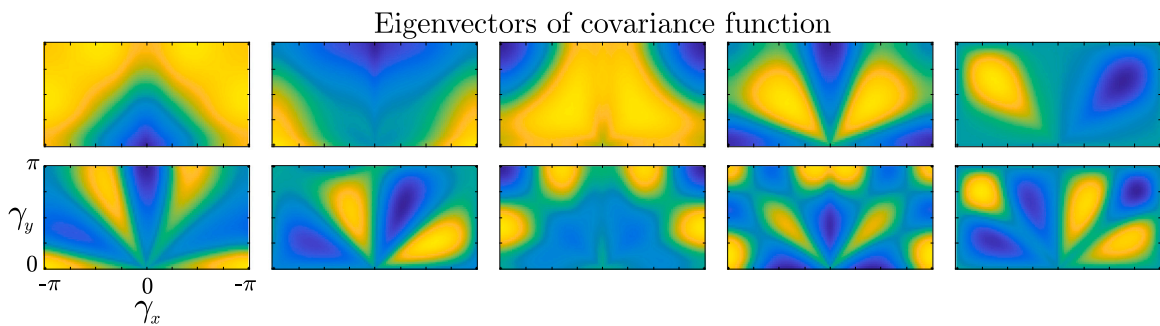 Eigenvectors of covariance function
π
γy
0
-π 0 -π
γx